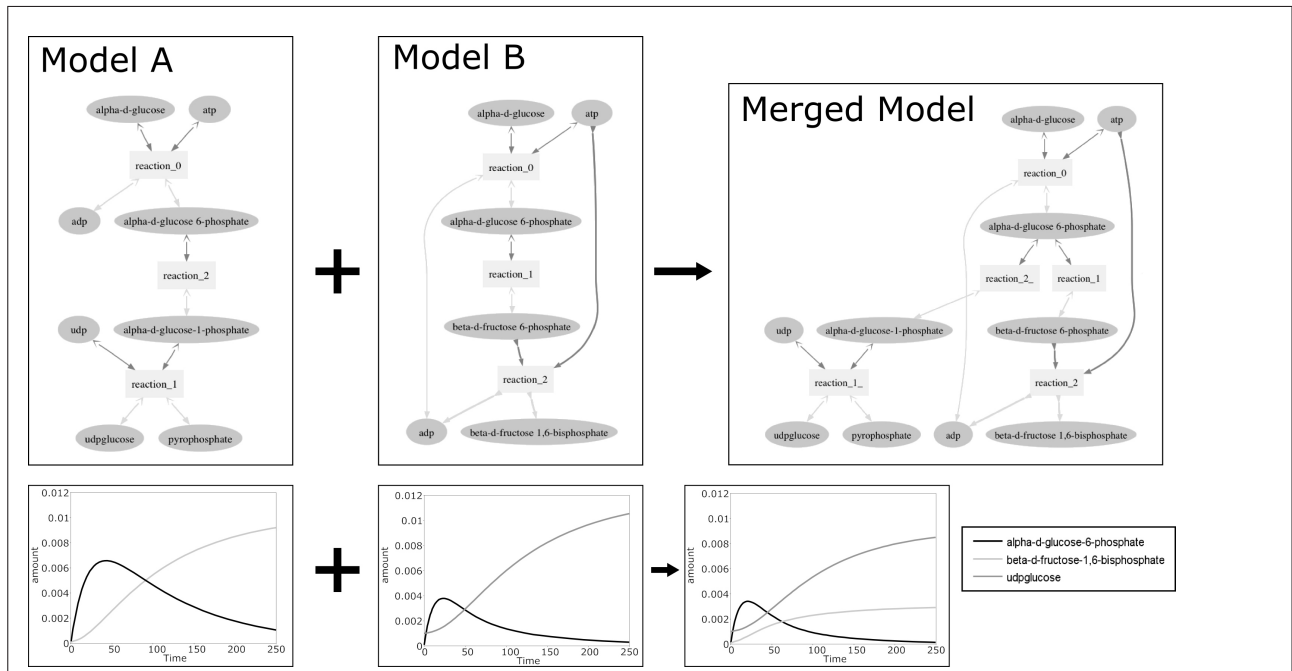 Model A
alpha-d-glucose atp
reaction_0
adp alpha-d-glucose 6-phosphate
reaction_2
udp alpha-d-glucose-1-phosphate
reaction_1
udpglucose pyrophosphate
Model B
alpha-d-glucose atp
reaction_0
alpha-d-glucose 6-phosphate
reaction_1
beta-d-fructose 6-phosphate
reaction_2
adp beta-d-fructose 1,6-bisphosphate
Merged Model
alpha-d-glucose atp
reaction_0
alpha-d-glucose 6-phosphate
reaction_2_ reaction_1
udp alpha-d-glucose-1-phosphate beta-d-fructose 6-phosphate
reaction_1_ reaction_2
udpglucose pyrophosphate adp beta-d-fructose 1,6-bisphosphate
0.012
0.01
0.008
0.006
0.004
0.002
0
amount
0 50 100 150 200 250
Time
0.012
0.01
0.008
0.006
0.004
0.002
0
amount
0 50 100 150 200 250
Time
0.012
0.01
0.008
0.006
0.004
0.002
0
amount
0 50 100 150 200 250
Time
alpha-d-glucose-6-phosphate
beta-d-fructose-1,6-bisphosphate
udpglucose